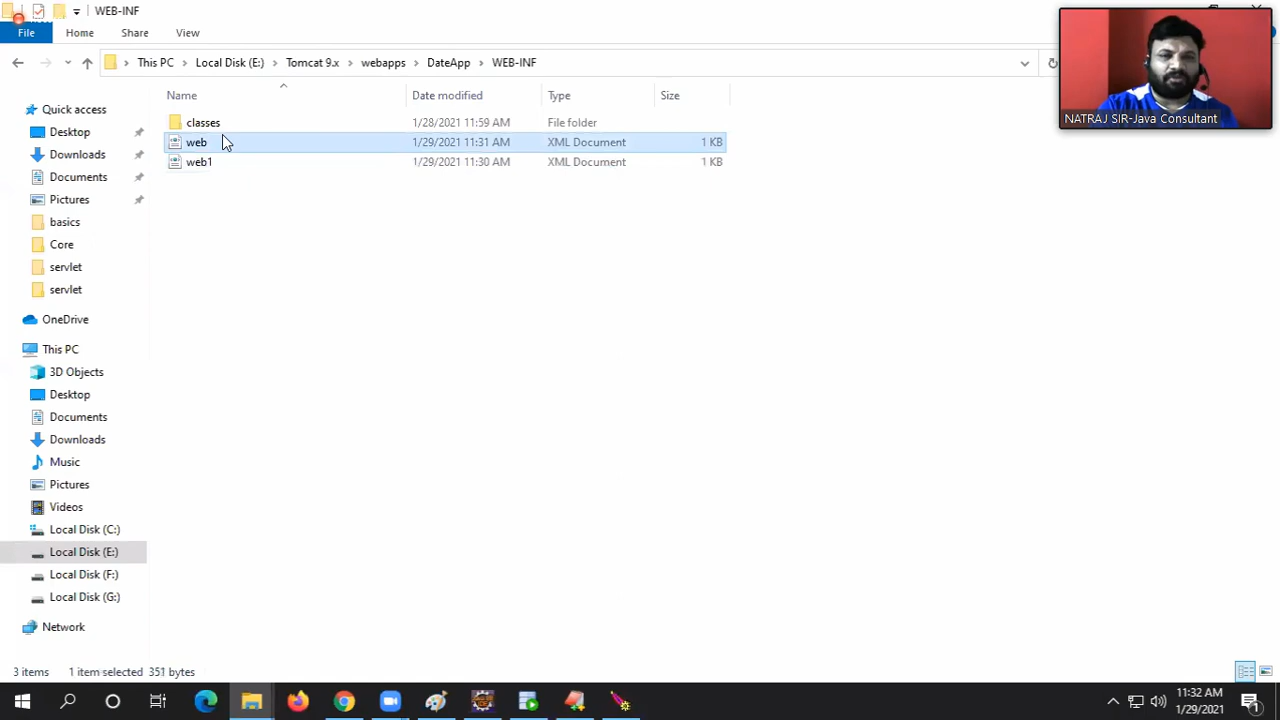 WEB-INF
File Home Share View
This PC Local Disk (E:) Tomcat 9.x webapps DateApp WEB-INF
Name Date modified Type Size
classes 1/28/2021 11:59 AM File folder
web 1/29/2021 11:31 AM XML Document 1 KB
web1 1/29/2021 11:30 AM XML Document 1 KB
Quick access
Desktop
Downloads
Documents
Pictures
basics
Core
servlet
servlet
OneDrive
This PC
3D Objects
Desktop
Documents
Downloads
Music
Pictures
Videos
Local Disk (C:)
Local Disk (E:)
Local Disk (F:)
Local Disk (G:)
Network
NATRAJ SIR-Java Consultant
3 items 1 item selected 351 bytes
11:32 AM
1/29/2021
1